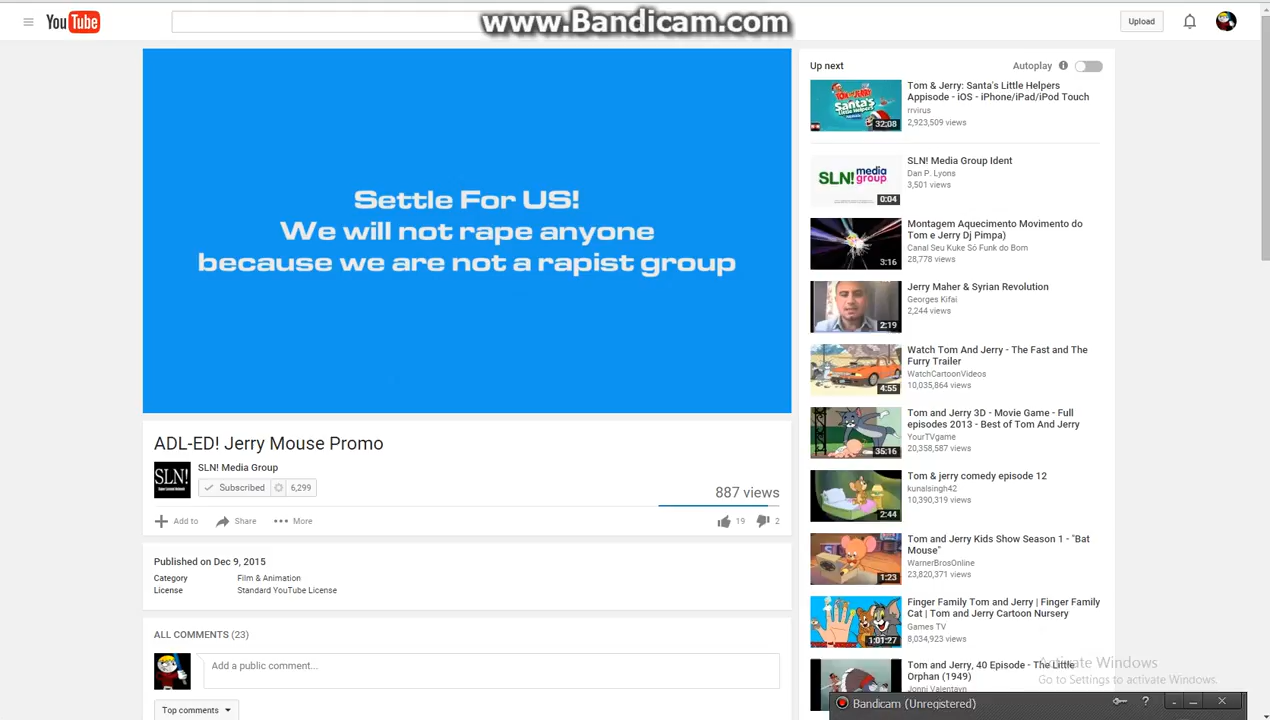 www.Bandicam.com
YouTube
Upload
Settle For US!
We will not rape anyone
because we are not a rapist group
ADL-ED! Jerry Mouse Promo
SLN!
SLN! Media Group
Subscribed 6,299
887 views
Add to Share More
19 2
Published on Dec 9, 2015
Category Film & Animation
License Standard YouTube License
ALL COMMENTS (23)
Add a public comment...
Top comments
Up next
Autoplay
32:08
Tom & Jerry: Santa's Little Helpers
Appisode - iOS - iPhone/iPad/iPod Touch
rrvirus
2,923,509 views
SLN! media
group
0:04
SLN! Media Group Ident
Dan P. Lyons
3,501 views
3:16
Montagem Aquecimento Movimento do
Tom e Jerry Dj Pimpa)
Canal Seu Kuke Só Funk do Bom
28,778 views
2:19
Jerry Maher & Syrian Revolution
Georges Kifai
2,244 views
4:55
Watch Tom And Jerry - The Fast and The
Furry Trailer
WatchCartoonVideos
10,035,864 views
35:16
Tom and Jerry 3D - Movie Game - Full
episodes 2013 - Best of Tom And Jerry
YourTVgame
20,358,587 views
2:44
Tom & jerry comedy episode 12
kunalsingh42
10,390,319 views
1:23
Tom and Jerry Kids Show Season 1 - "Bat
Mouse"
WarnerBrosOnline
23,820,371 views
1:01:27
Finger Family Tom and Jerry | Finger Family
Cat | Tom and Jerry Cartoon Nursery
Games TV
8,034,923 views
Tom and Jerry, 40 Episode - The Little
Orphan (1949)
Jonni Valentayn
Activate Windows
Go to Settings to activate Windows.
Bandicam (Unregistered)